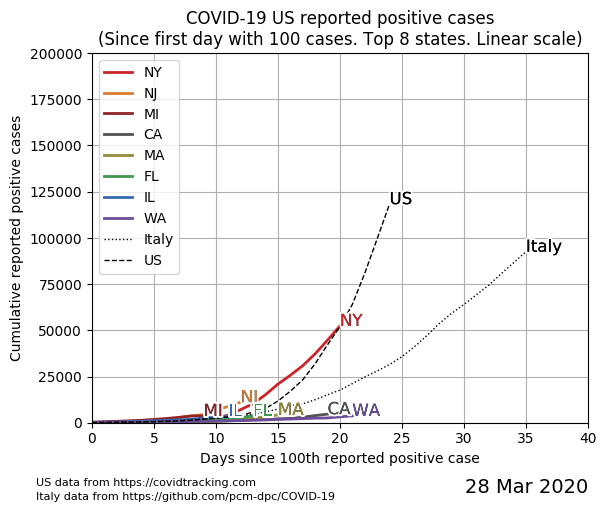 COVID-19 US reported positive cases
(Since first day with 100 cases. Top 8 states. Linear scale)
200000
175000
150000
125000
100000
75000
50000
25000
0
Cumulative reported positive cases
NY
NJ
MI
CA
MA
FL
IL
WA
Italy
US
US
Italy
NY
NJ
MI
IL
FL
MA
CA
WA
0 5 10 15 20 25 30 35 40
Days since 100th reported positive case
US data from https://covidtracking.com
Italy data from https://github.com/pcm-dpc/COVID-19
28 Mar 2020